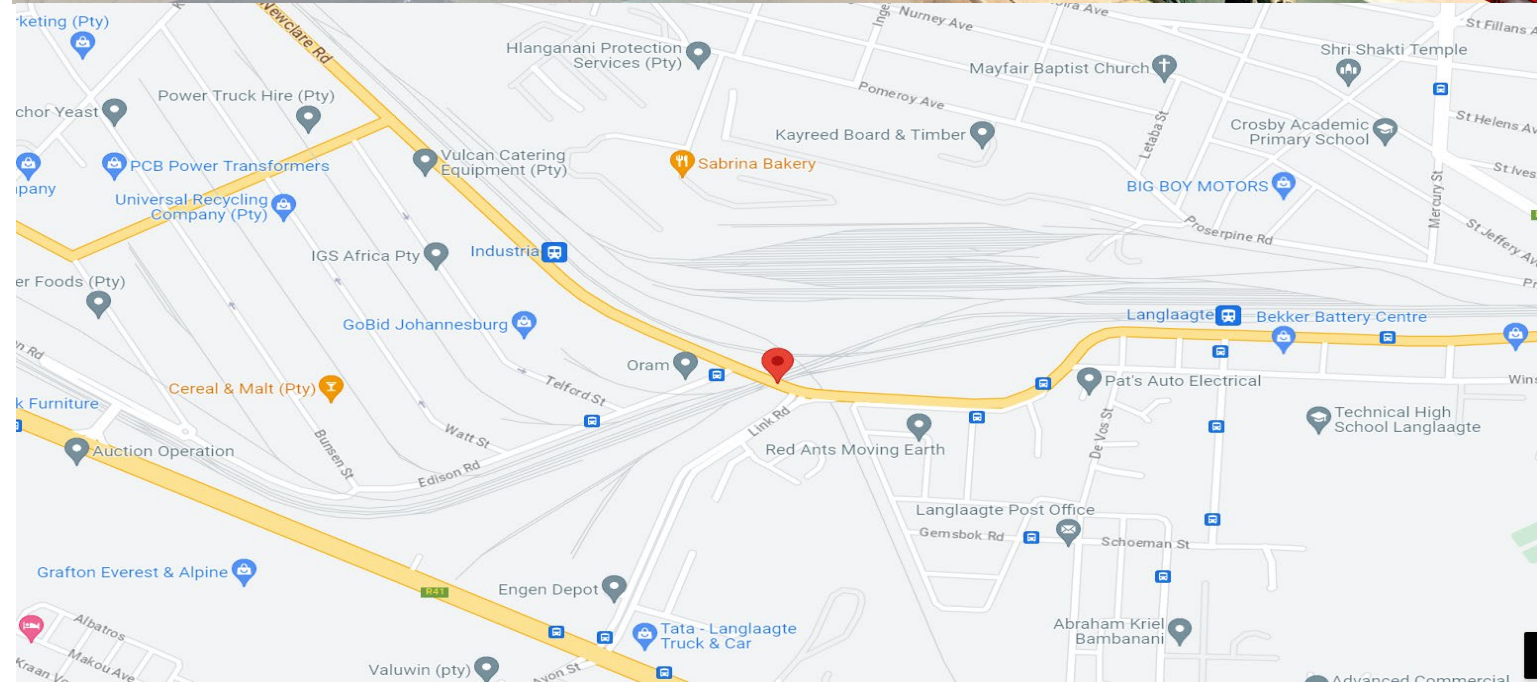 rketing (Pty)
Newclare Rd
Hlanganani Protection
Services (Pty)
Nurney Ave
Shri Shakti Temple
Mayfair Baptist Church
Power Truck Hire (Pty)
chor Yeast
Pomeroy Ave
Letaba St
Crosby Academic
Primary School
St Helens Av
Kayreed Board & Timber
Vulcan Catering
Equipment (Pty)
Sabrina Bakery
PCB Power Transformers
pany
Universal Recycling
Company (Pty)
BIG BOY MOTORS
Mercury St
St Ives
St Fillans A
Proserpine Rd
St Jeffery Av
IGS Africa Pty
Industria
er Foods (Pty)
GoBid Johannesburg
Langlaagte
Bekker Battery Centre
Oram
Telford St
Cereal & Malt (Pty)
Pat's Auto Electrical
Wins
k Furniture
Technical High
School Langlaagte
Link Rd
De Vos St
Watt St
Bunsen St
Auction Operation
Edison Rd
Red Ants Moving Earth
Langlaagte Post Office
Gemsbok Rd
Schoeman St
Grafton Everest & Alpine
R41
Engen Depot
Albatros
Tata - Langlaagte
Truck & Car
Abraham Kriel
Bambanani
Makou Ave
Kraan Vo
Valuwin (pty)
Avon St
Advanced Commercial